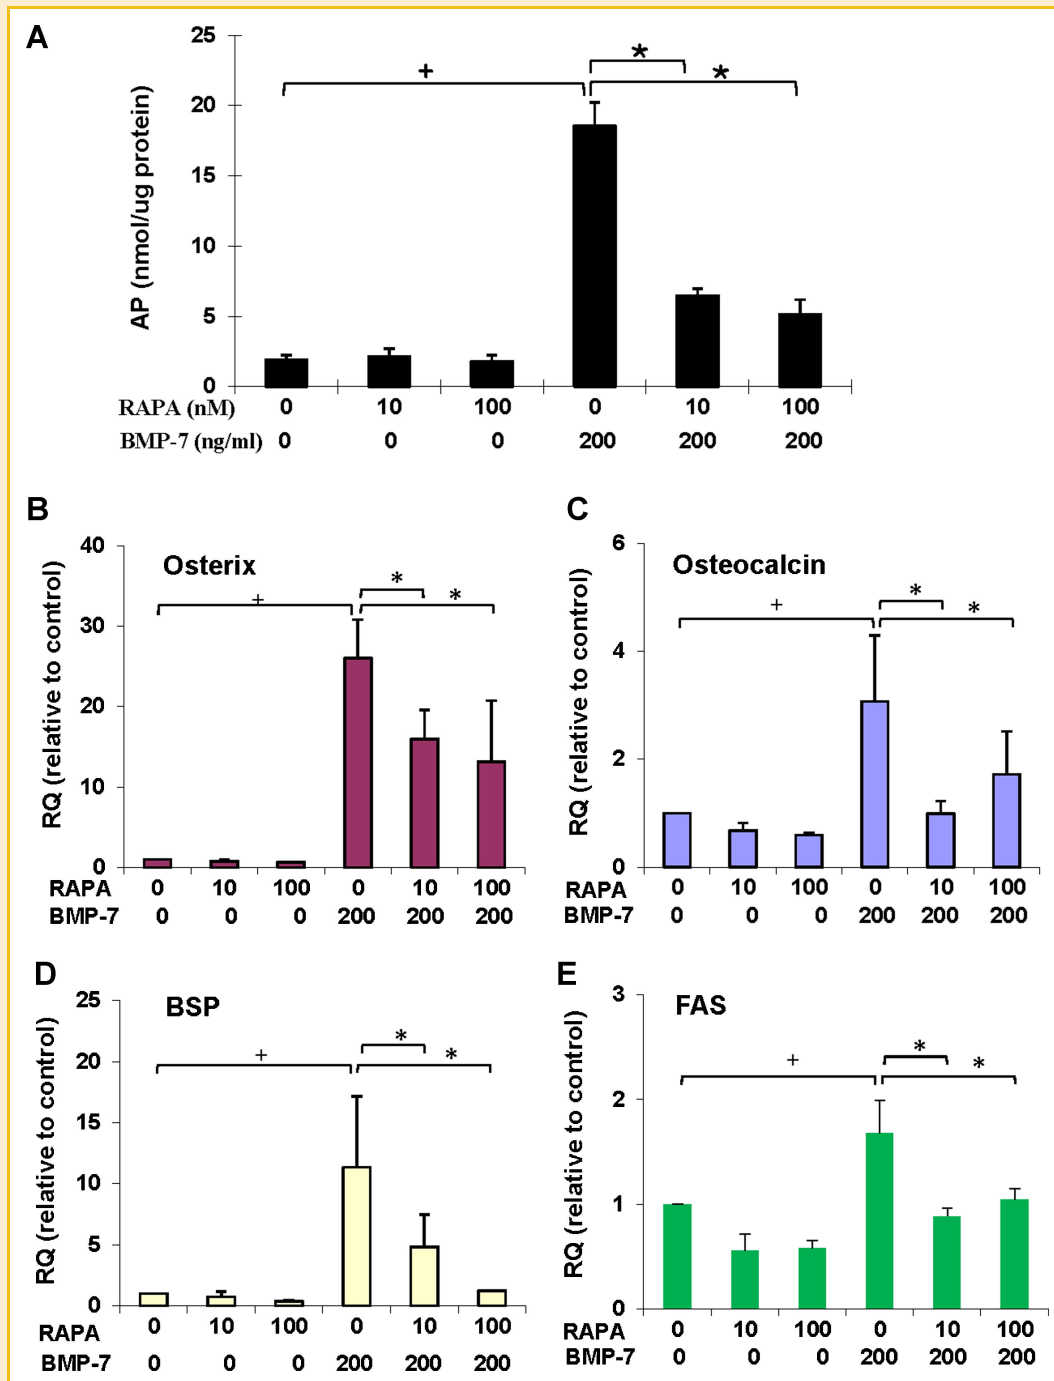 A
25
20
15
10
5
0
AP (nmol/ug protein)
+
*
*
RAPA (nM) 0 10 100 0 10 100
BMP-7 (ng/ml) 0 0 0 200 200 200
B
Osterix
40
30
20
10
0
RQ (relative to control)
+
*
*
RAPA 0 10 100 0 10 100
BMP-7 0 0 0 200 200 200
C
Osteocalcin
6
4
2
0
RQ (relative to control)
+
*
*
RAPA 0 10 100 0 10 100
BMP-7 0 0 0 200 200 200
D
BSP
25
20
15
10
5
0
RQ (relative to control)
+
*
*
RAPA 0 10 100 0 10 100
BMP-7 0 0 0 200 200 200
E
FAS
3
2
1
0
RQ (relative to control)
+
*
*
RAPA 0 10 100 0 10 100
BMP-7 0 0 0 200 200 200